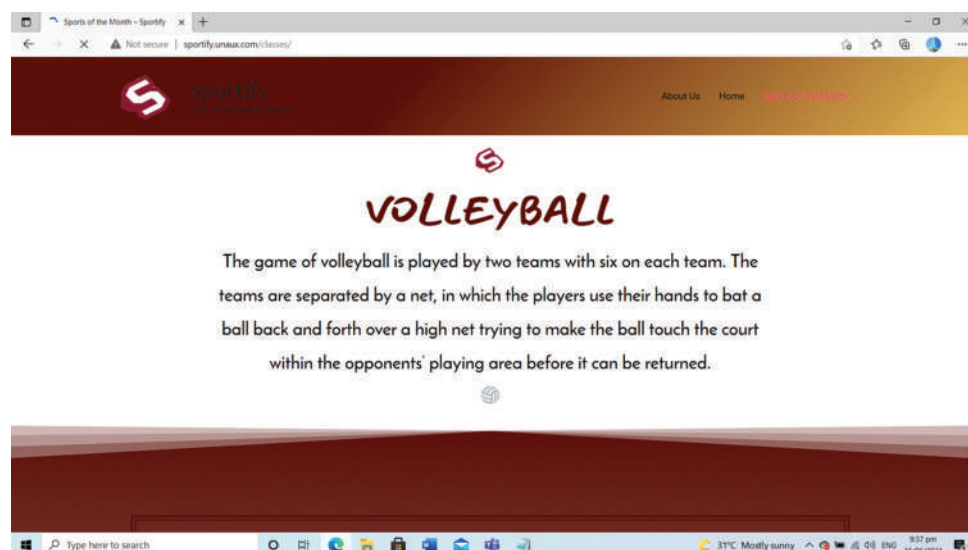 Sports of the Month – Sportify
Not secure | sportify.unaux.com/classes/
Sportify
About Us Home
VOLLEYBALL
The game of volleyball is played by two teams with six on each team. The
teams are separated by a net, in which the players use their hands to bat a
ball back and forth over a high net trying to make the ball touch the court
within the opponents' playing area before it can be returned.
Type here to search
31°C Mostly sunny ENG 9:37 pm